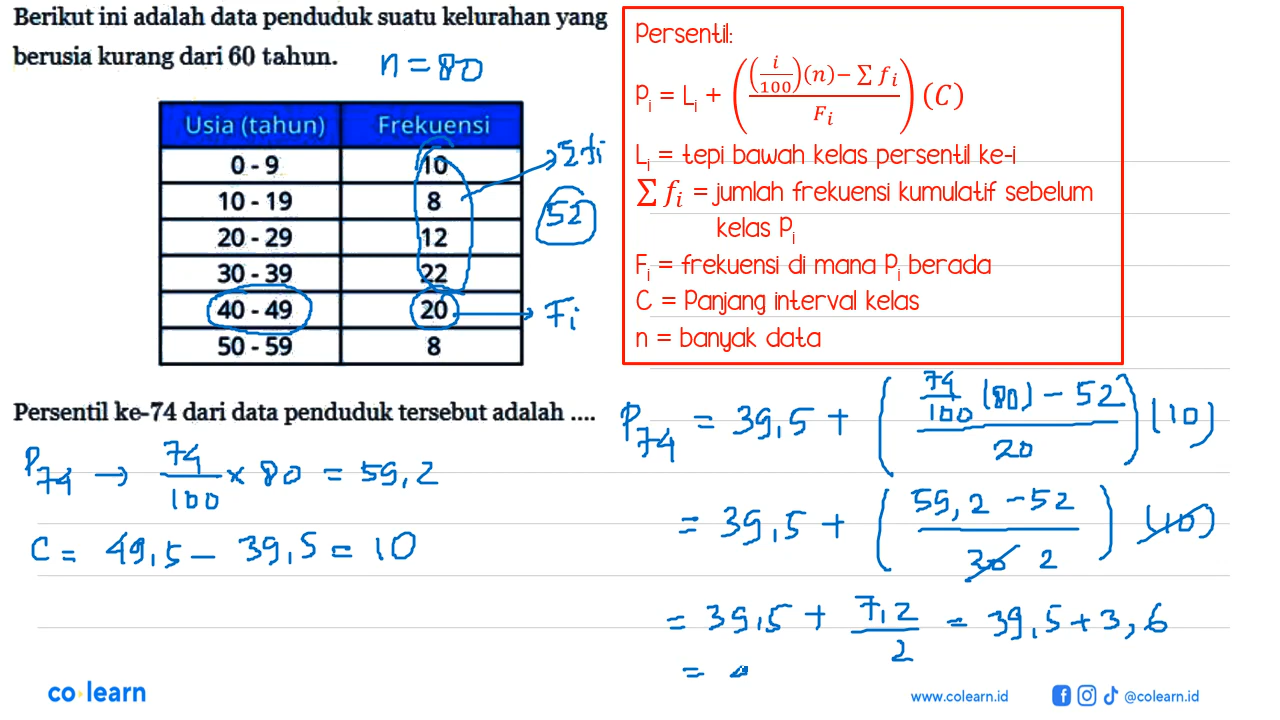 Berikut ini adalah data penduduk suatu kelurahan yang
berusia kurang dari 60 tahun.
n = 80
Usia (tahun) Frekuensi
0 - 9 10
10 - 19 8
20 - 29 12
30 - 39 22
40 - 49 20
50 - 59 8
Σfi
52
Fi
Persentil:
Pi = Li + (((i/100)(n) − ∑ fi)/Fi) (C)
Li = tepi bawah kelas persentil ke-i
∑ fi = jumlah frekuensi kumulatif sebelum
kelas Pi
Fi = frekuensi di mana Pi berada
C = Panjang interval kelas
n = banyak data
Persentil ke-74 dari data penduduk tersebut adalah ....
P74 → 74/100 × 80 = 59,2
C = 49,5 − 39,5 = 10
P74 = 39,5 + ((74/100 (80) − 52)/20) (10)
= 39,5 + ((59,2 − 52)/20 2) (10)
= 39,5 + 7,2/2 = 39,5 + 3,6
=
co learn
www.colearn.id
@colearn.id